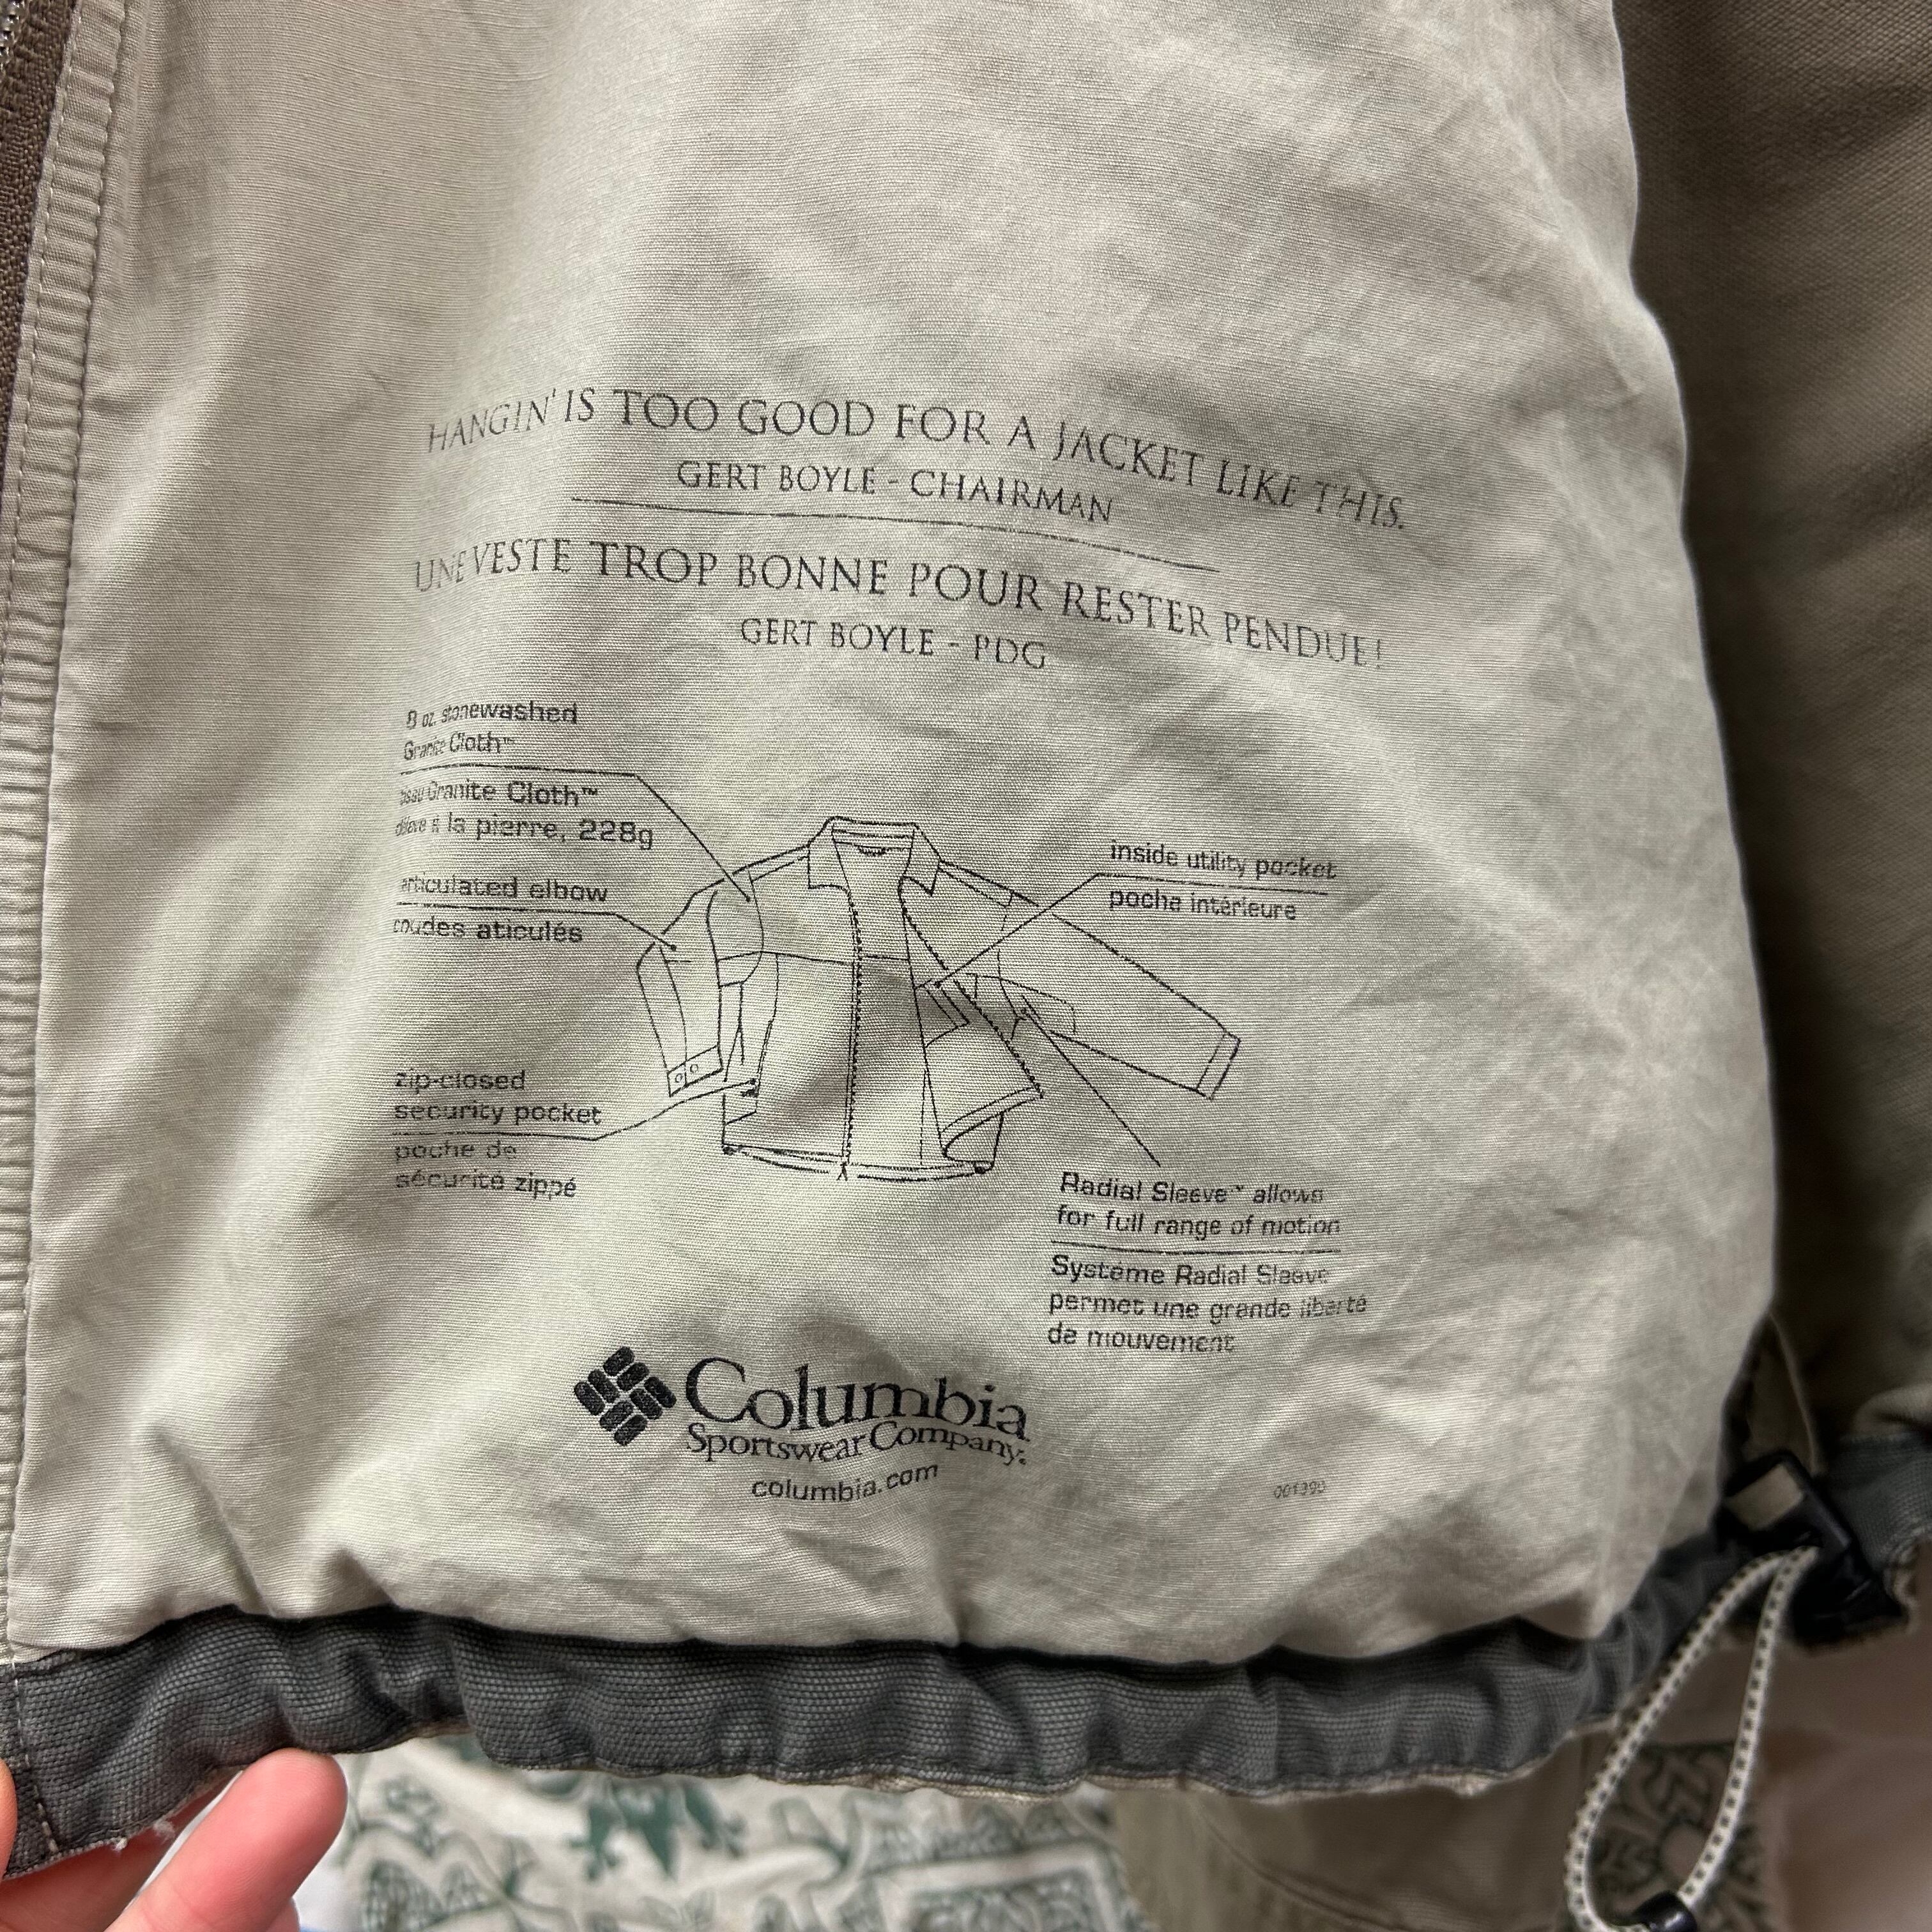 HANGIN' IS TOO GOOD FOR A JACKET LIKE THIS.
GERT BOYLE - CHAIRMAN
UNE VESTE TROP BONNE POUR RESTER PENDUE!
GERT BOYLE - PDG
8 oz. stonewashed
Granite Cloth™
Granite Cloth™
à la pierre, 228g
articulated elbow
coudes aticulés
zip-closed
security pocket
poche de
sécurité zippé
inside utility pocket
poche intérieure
Radial Sleeve™ allows
for full range of motion
Système Radial Sleeve
permet une grande liberté
de mouvement
Columbia
Sportswear Company®
columbia.com